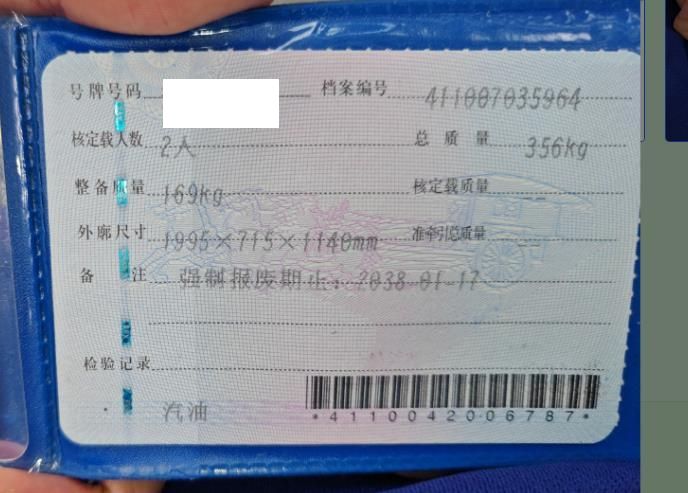 号牌号码 档案编号 411007035964
核定载人数 2人 总质量 356kg
整备质量 169kg 核定载质量
外廓尺寸 1995×715×1140mm 准牵引总质量
备注 强制报废期止：2038-01-17
检验记录
汽油
*4110042006787*